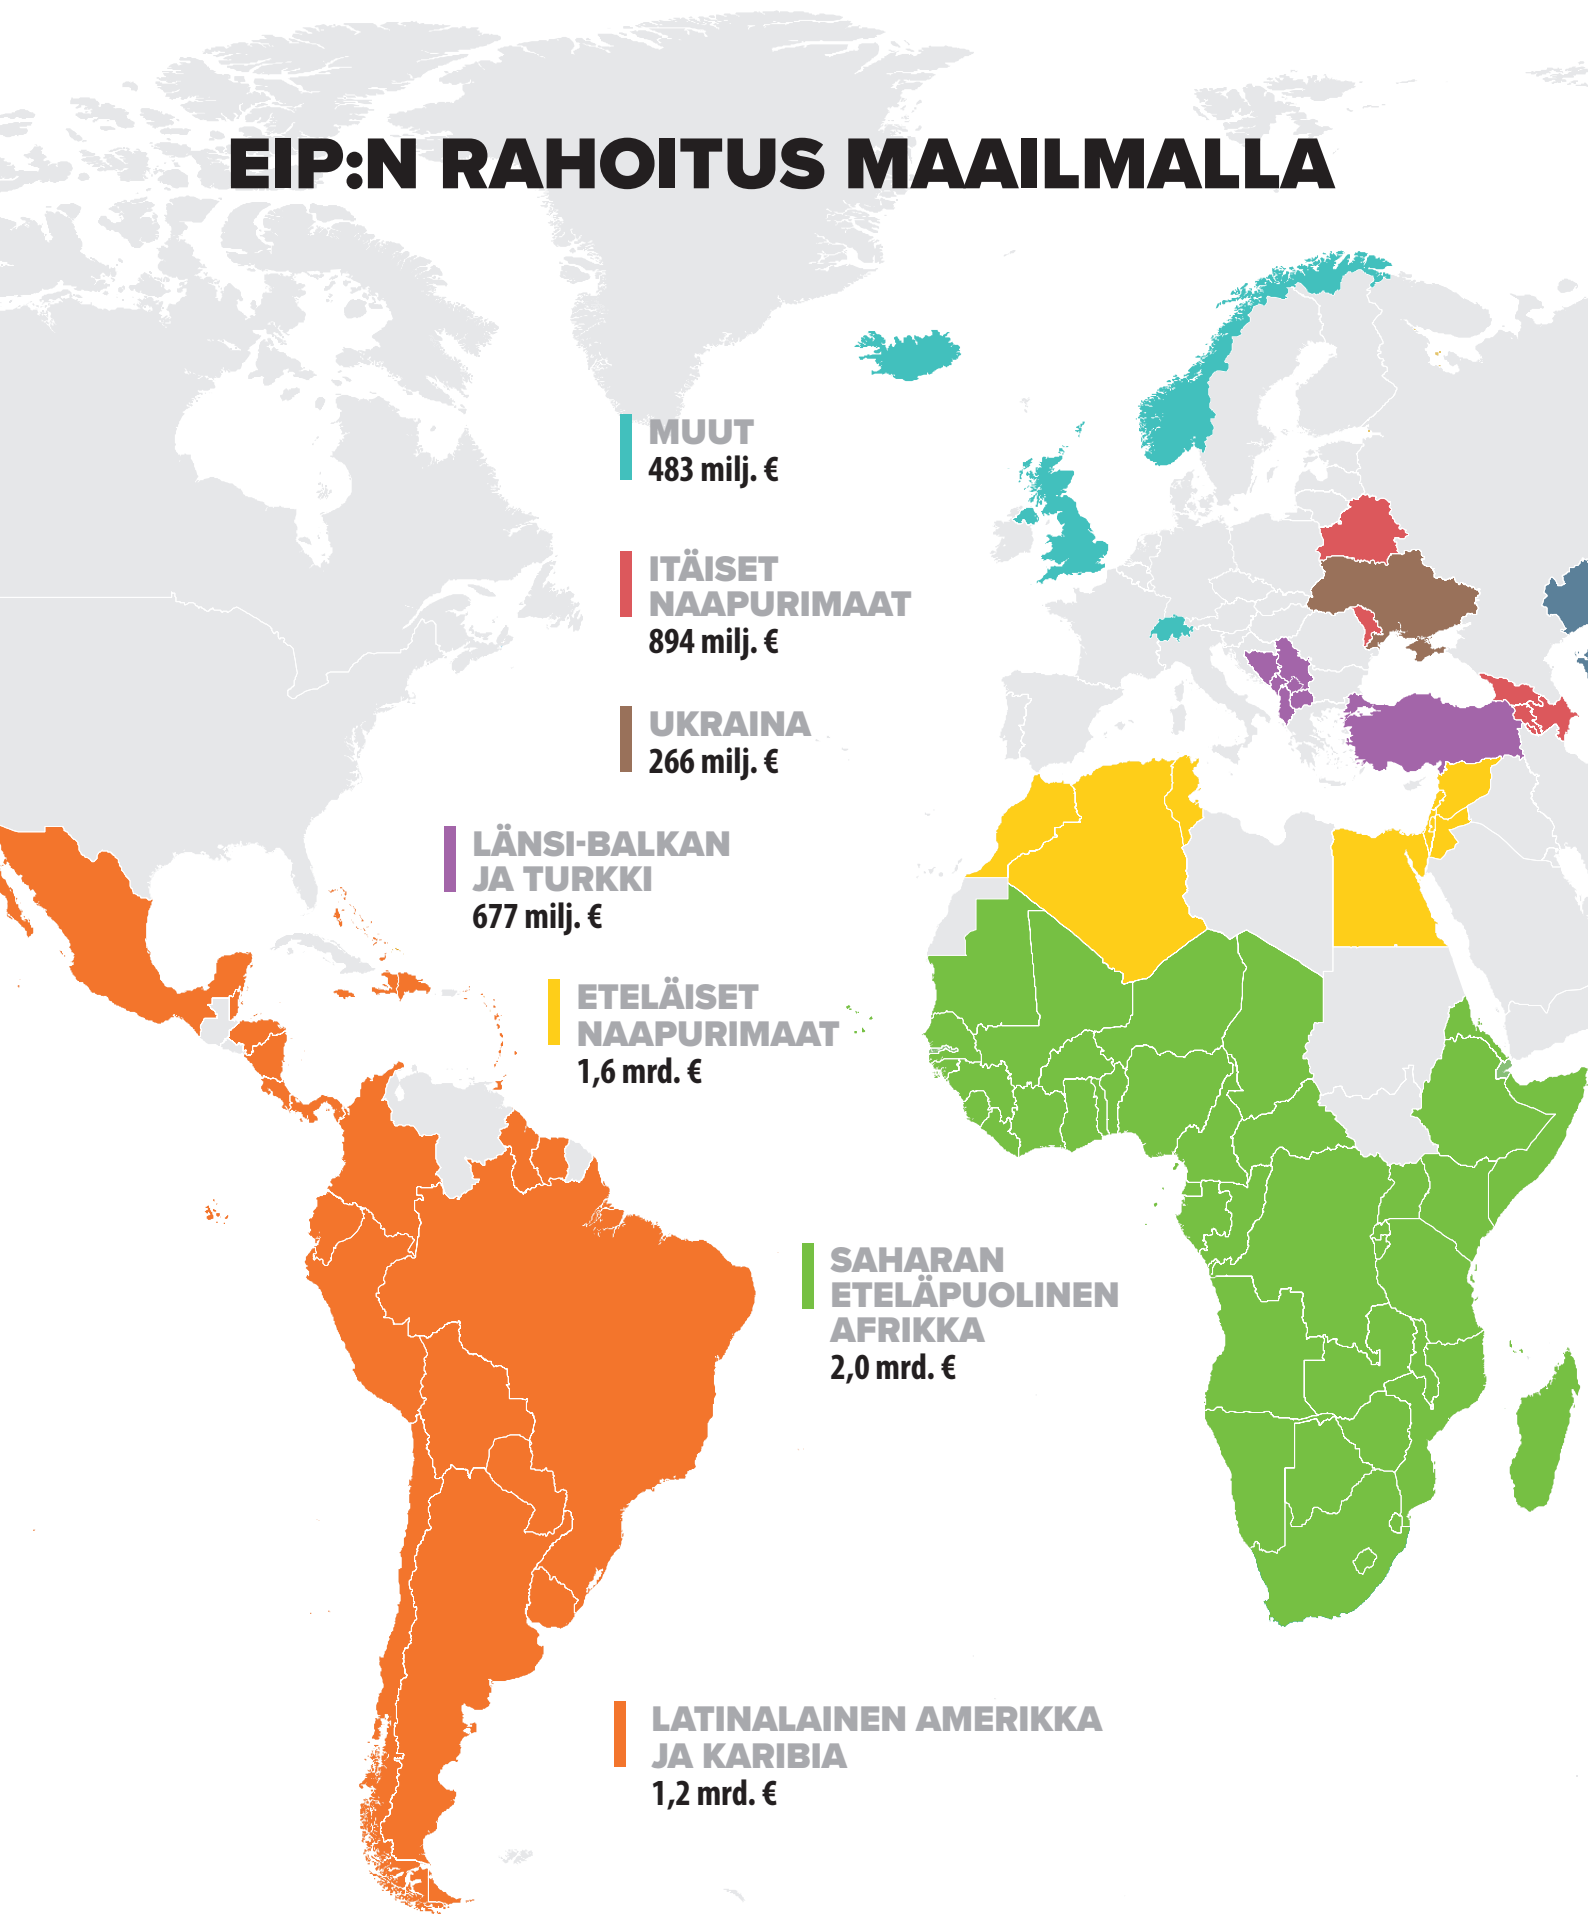 EIP:N RAHOITUS MAAILMALLA
MUUT
483 milj. €
ITÄISET
NAAPURIMAAT
894 milj. €
UKRAINA
266 milj. €
LÄNSI-BALKAN
JA TURKKI
677 milj. €
ETELÄISET
NAAPURIMAAT
1,6 mrd. €
SAHARAN
ETELÄPUOLINEN
AFRIKKA
2,0 mrd. €
LATINALAINEN AMERIKKA
JA KARIBIA
1,2 mrd. €